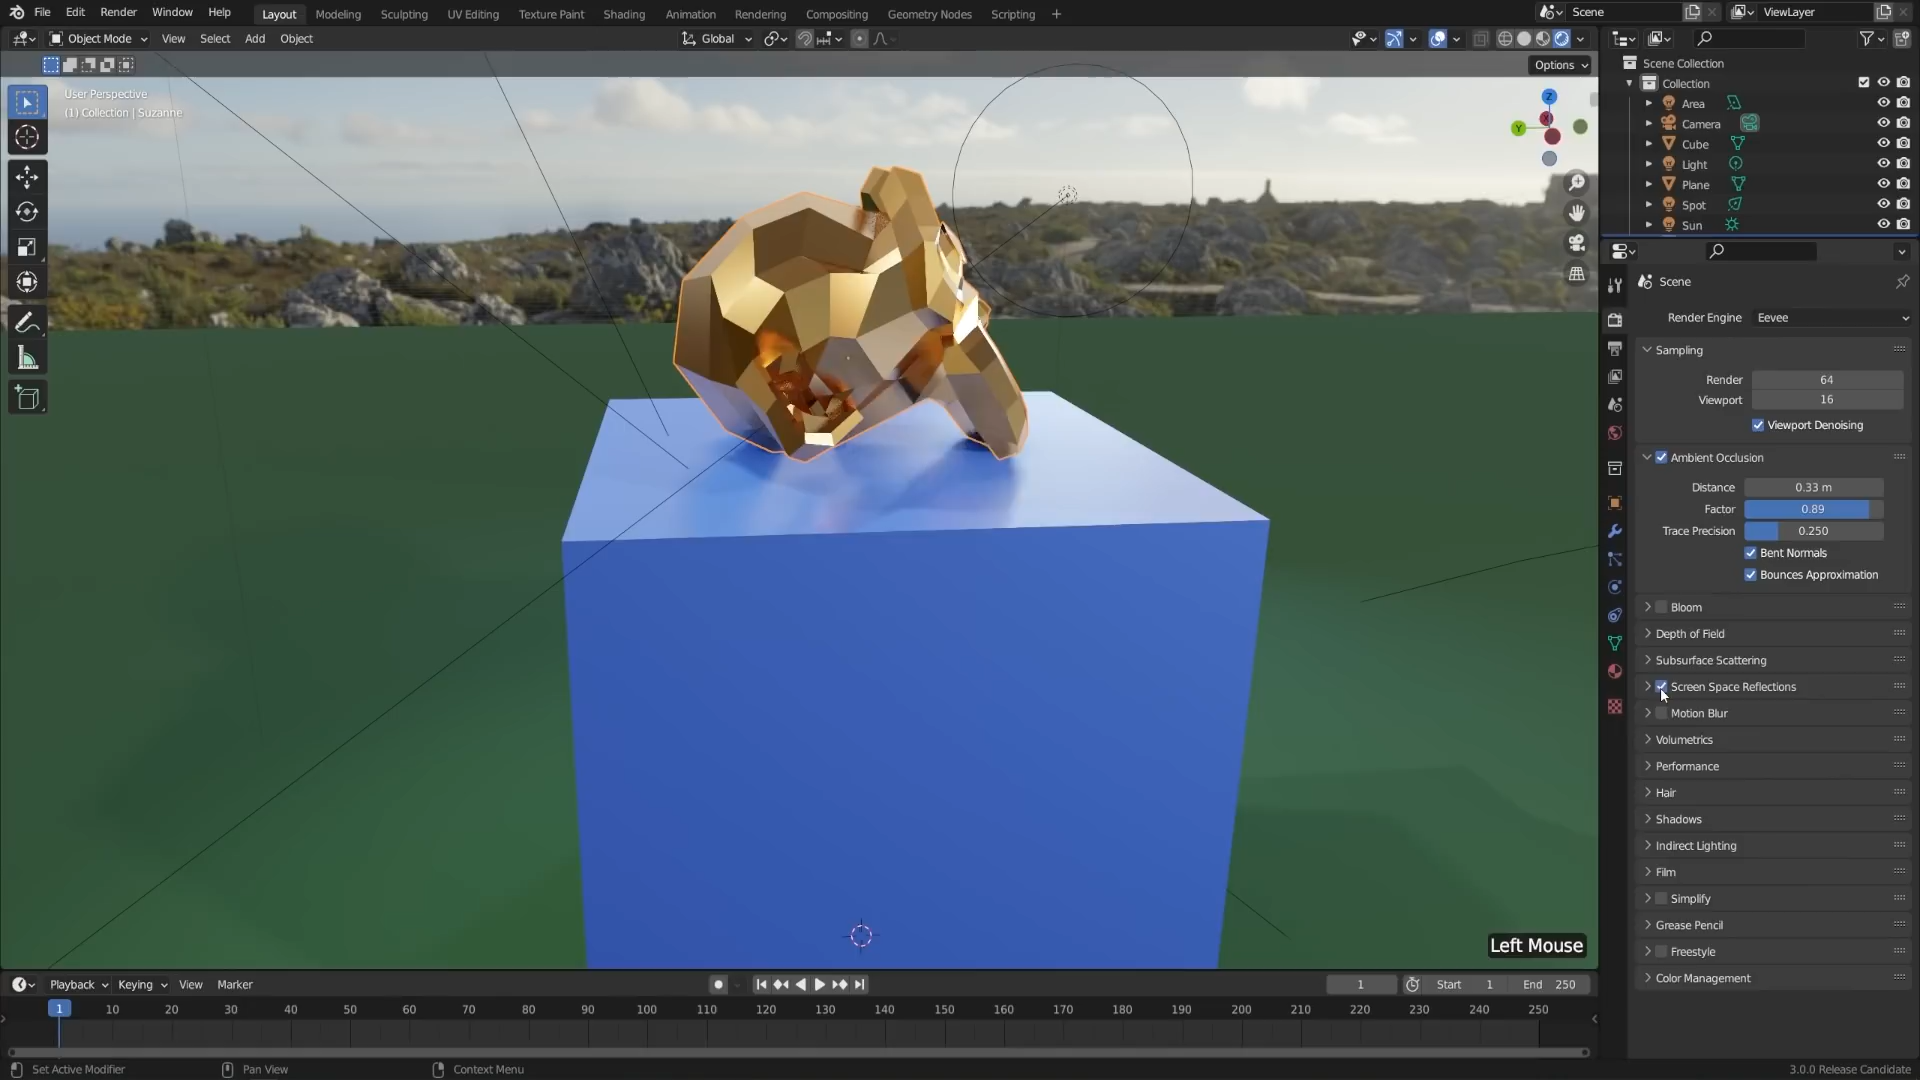 File Edit Render Window Help Layout Modeling Sculpting UV Editing Texture Paint Shading Animation Rendering Compositing Geometry Nodes Scripting + Scene ViewLayer
Object Mode View Select Add Object Global
Options
User Perspective
(1) Collection | Suzanne
Z
X
Y
Scene Collection
Collection
Area
Camera
Cube
Light
Plane
Spot
Sun
Scene
Render Engine Eevee
Sampling
Render 64
Viewport 16
Viewport Denoising
Ambient Occlusion
Distance 0.33 m
Factor 0.89
Trace Precision 0.250
Bent Normals
Bounces Approximation
Bloom
Depth of Field
Subsurface Scattering
Screen Space Reflections
Motion Blur
Volumetrics
Performance
Hair
Shadows
Indirect Lighting
Film
Simplify
Grease Pencil
Freestyle
Color Management
Left Mouse
Playback Keying View Marker 1 Start 1 End 250
1 10 20 30 40 50 60 70 80 90 100 110 120 130 140 150 160 170 180 190 200 210 220 230 240 250
Set Active Modifier Pan View Context Menu 3.0.0 Release Candidate